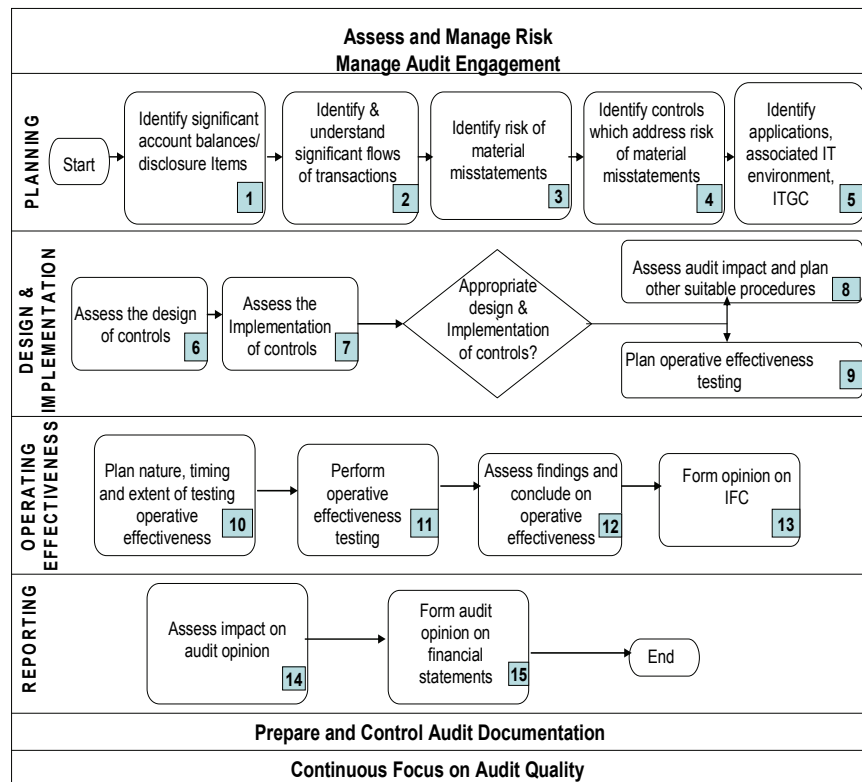 Assess and Manage Risk
Manage Audit Engagement
PLANNING
Start
Identify significant
account balances/
disclosure Items
1
Identify &
understand
significant flows
of transactions
2
Identify risk of
material
misstatements
3
Identify controls
which address risk
of material
misstatements
4
Identify
applications,
associated IT
environment,
ITGC
5
DESIGN &
IMPLEMENTATION
Assess the design
of controls
6
Assess the
Implementation
of controls
7
Appropriate
design &
Implementation
of controls?
Assess audit impact and plan
other suitable procedures
8
Plan operative effectiveness
testing
9
OPERATING
EFFECTIVENESS
Plan nature, timing
and extent of testing
operative
effectiveness
10
Perform
operative
effectiveness
testing
11
Assess findings and
conclude on
operative
effectiveness
12
Form opinion on
IFC
13
REPORTING
Assess impact on
audit opinion
14
Form audit
opinion on
financial
statements
15
End
Prepare and Control Audit Documentation
Continuous Focus on Audit Quality